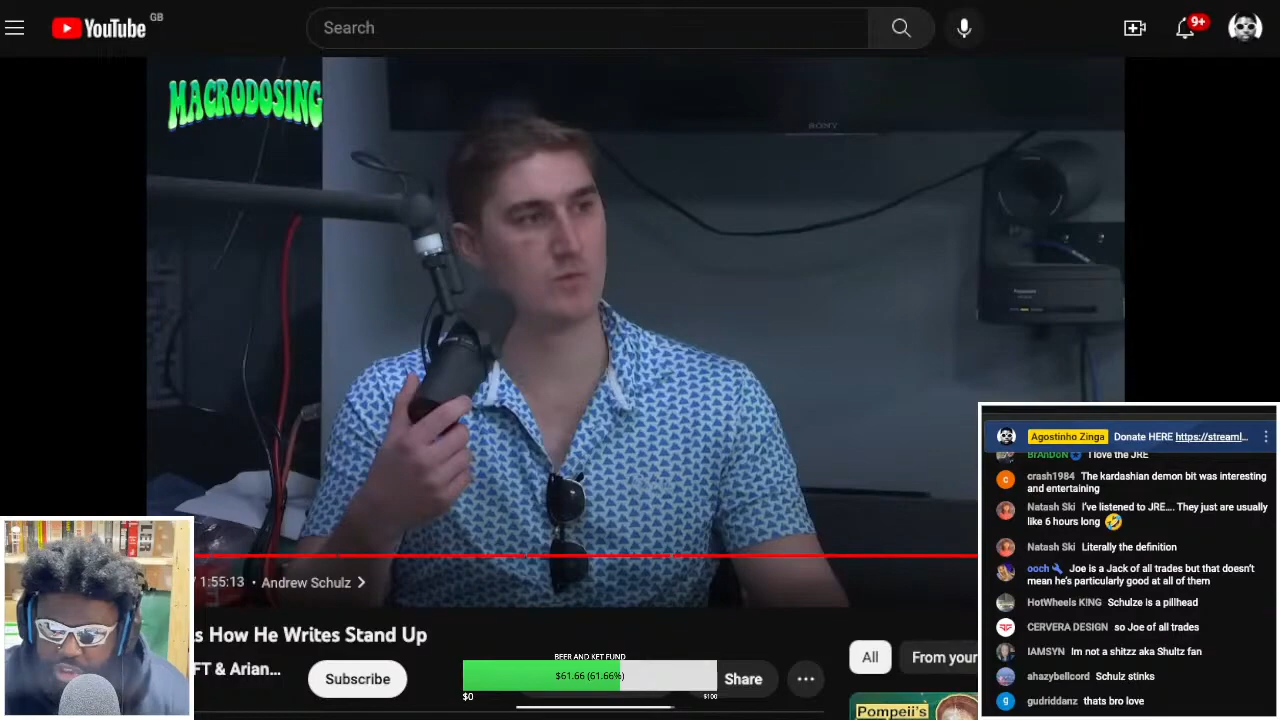 YouTube
GB
Search
9+
MACRODOSING
SONY
Panasonic
1:55:13 • Andrew Schulz
s How He Writes Stand Up
FT & Arian...
Subscribe
BEER AND KET FUND
$61.66 (61.66%)
$0
$100
Share
All
From your
Pompeii's
Agostinho Zinga Donate HERE https://streaml...
BrAnDoN I love the JRE
crash1984 The kardashian demon bit was interesting
and entertaining
Natash Ski I've listened to JRE.... They just are usually
like 6 hours long 🤣
Natash Ski Literally the definition
ooch Joe is a Jack of all trades but that doesn't
mean he's particularly good at all of them
HotWheels K!NG Schulze is a pillhead
CERVERA DESIGN so Joe of all trades
IAMSYN Im not a shitzz aka Shultz fan
ahazybellcord Schulz stinks
gudriddanz thats bro love